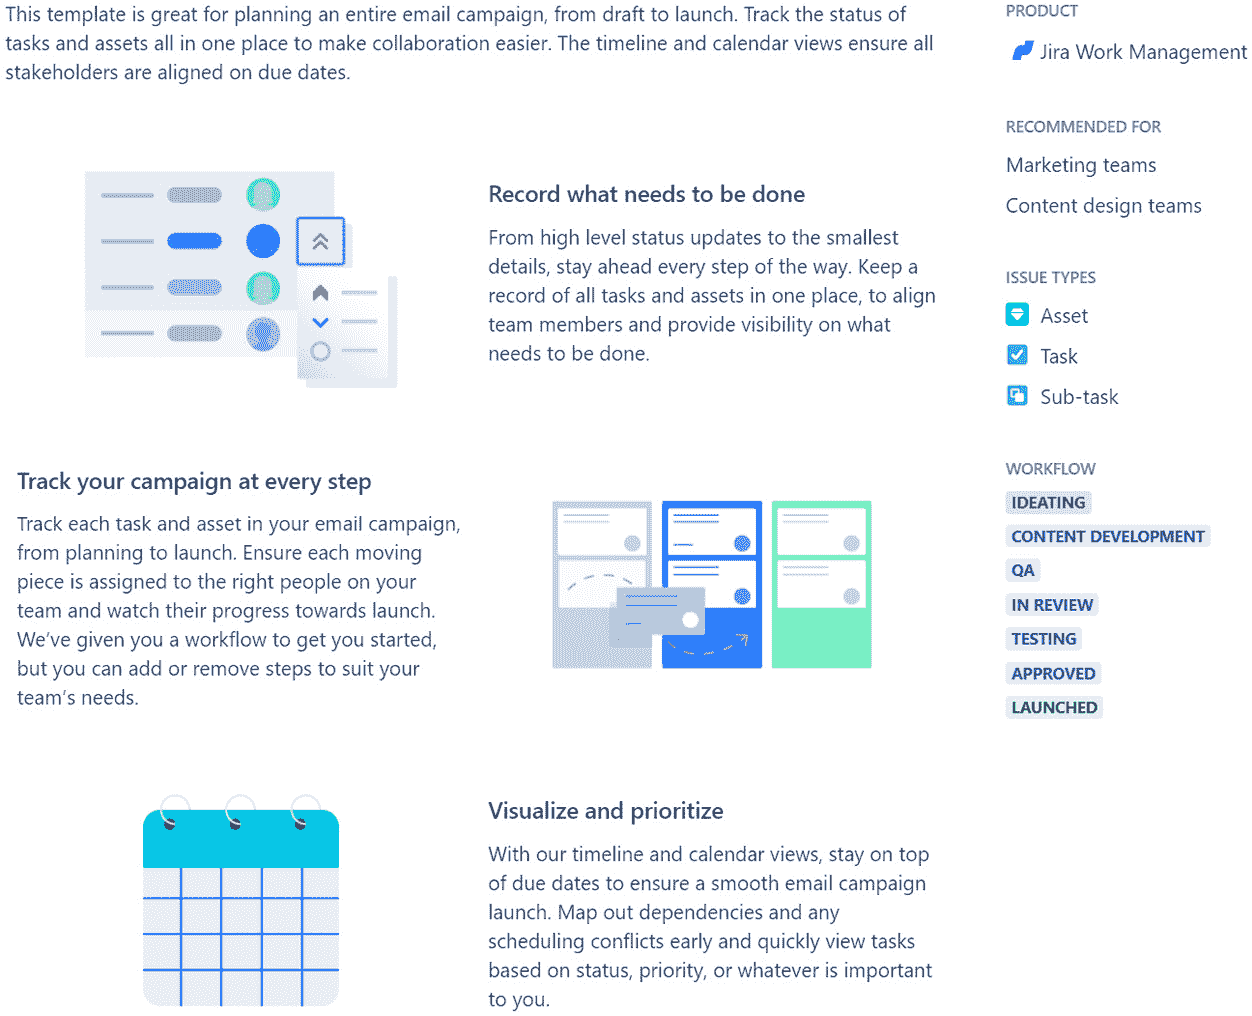 This template is great for planning an entire email campaign, from draft to launch. Track the status of
tasks and assets all in one place to make collaboration easier. The timeline and calendar views ensure all
stakeholders are aligned on due dates.
Record what needs to be done
From high level status updates to the smallest
details, stay ahead every step of the way. Keep a
record of all tasks and assets in one place, to align
team members and provide visibility on what
needs to be done.
Track your campaign at every step
Track each task and asset in your email campaign,
from planning to launch. Ensure each moving
piece is assigned to the right people on your
team and watch their progress towards launch.
We've given you a workflow to get you started,
but you can add or remove steps to suit your
team's needs.
Visualize and prioritize
With our timeline and calendar views, stay on top
of due dates to ensure a smooth email campaign
launch. Map out dependencies and any
scheduling conflicts early and quickly view tasks
based on status, priority, or whatever is important
to you.
PRODUCT
Jira Work Management
RECOMMENDED FOR
Marketing teams
Content design teams
ISSUE TYPES
Asset
Task
Sub-task
WORKFLOW
IDEATING
CONTENT DEVELOPMENT
QA
IN REVIEW
TESTING
APPROVED
LAUNCHED